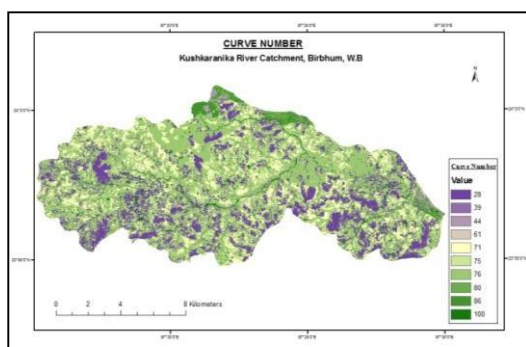 CURVE NUMBER
Kushkaranika River Catchment, Birbhum, W.B
N
Curve Number
Value
28
39
44
61
71
75
76
80
86
100
0 2 4 8 Kilometers